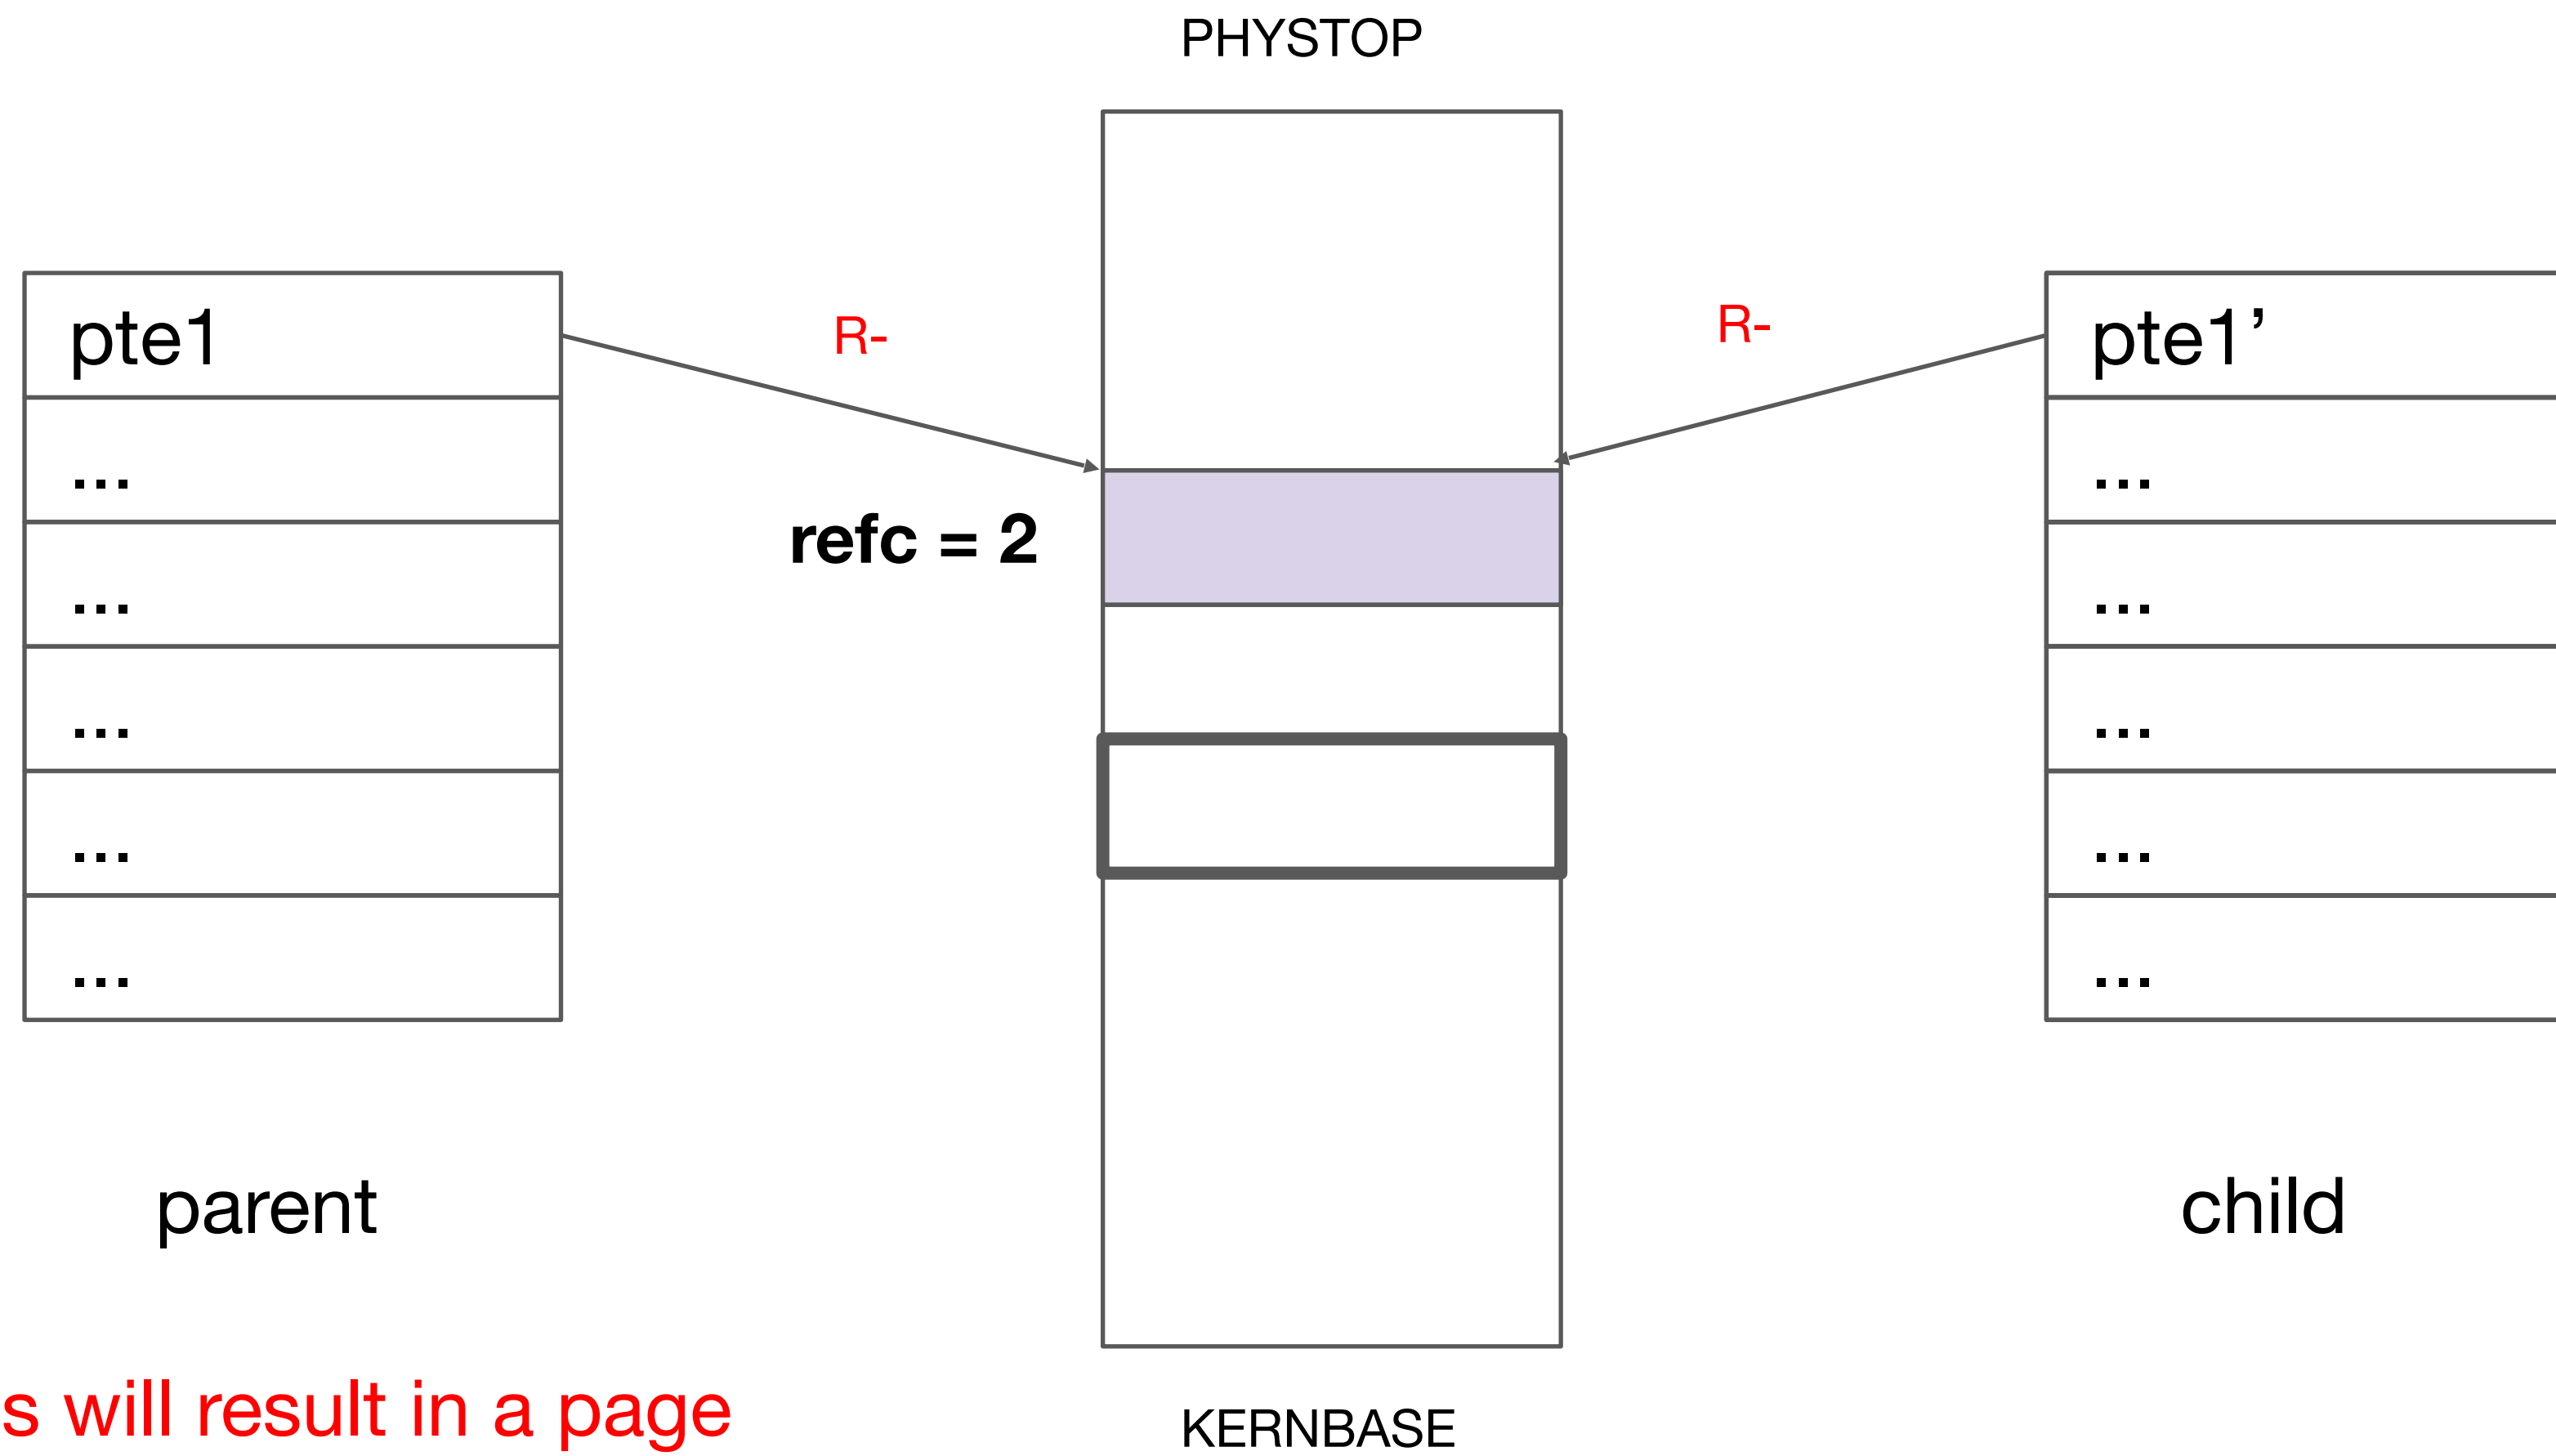 PHYSTOP
pte1
...
...
...
...
...
parent
R-
refc = 2
R-
pte1’
...
...
...
...
...
child
s will result in a page
KERNBASE